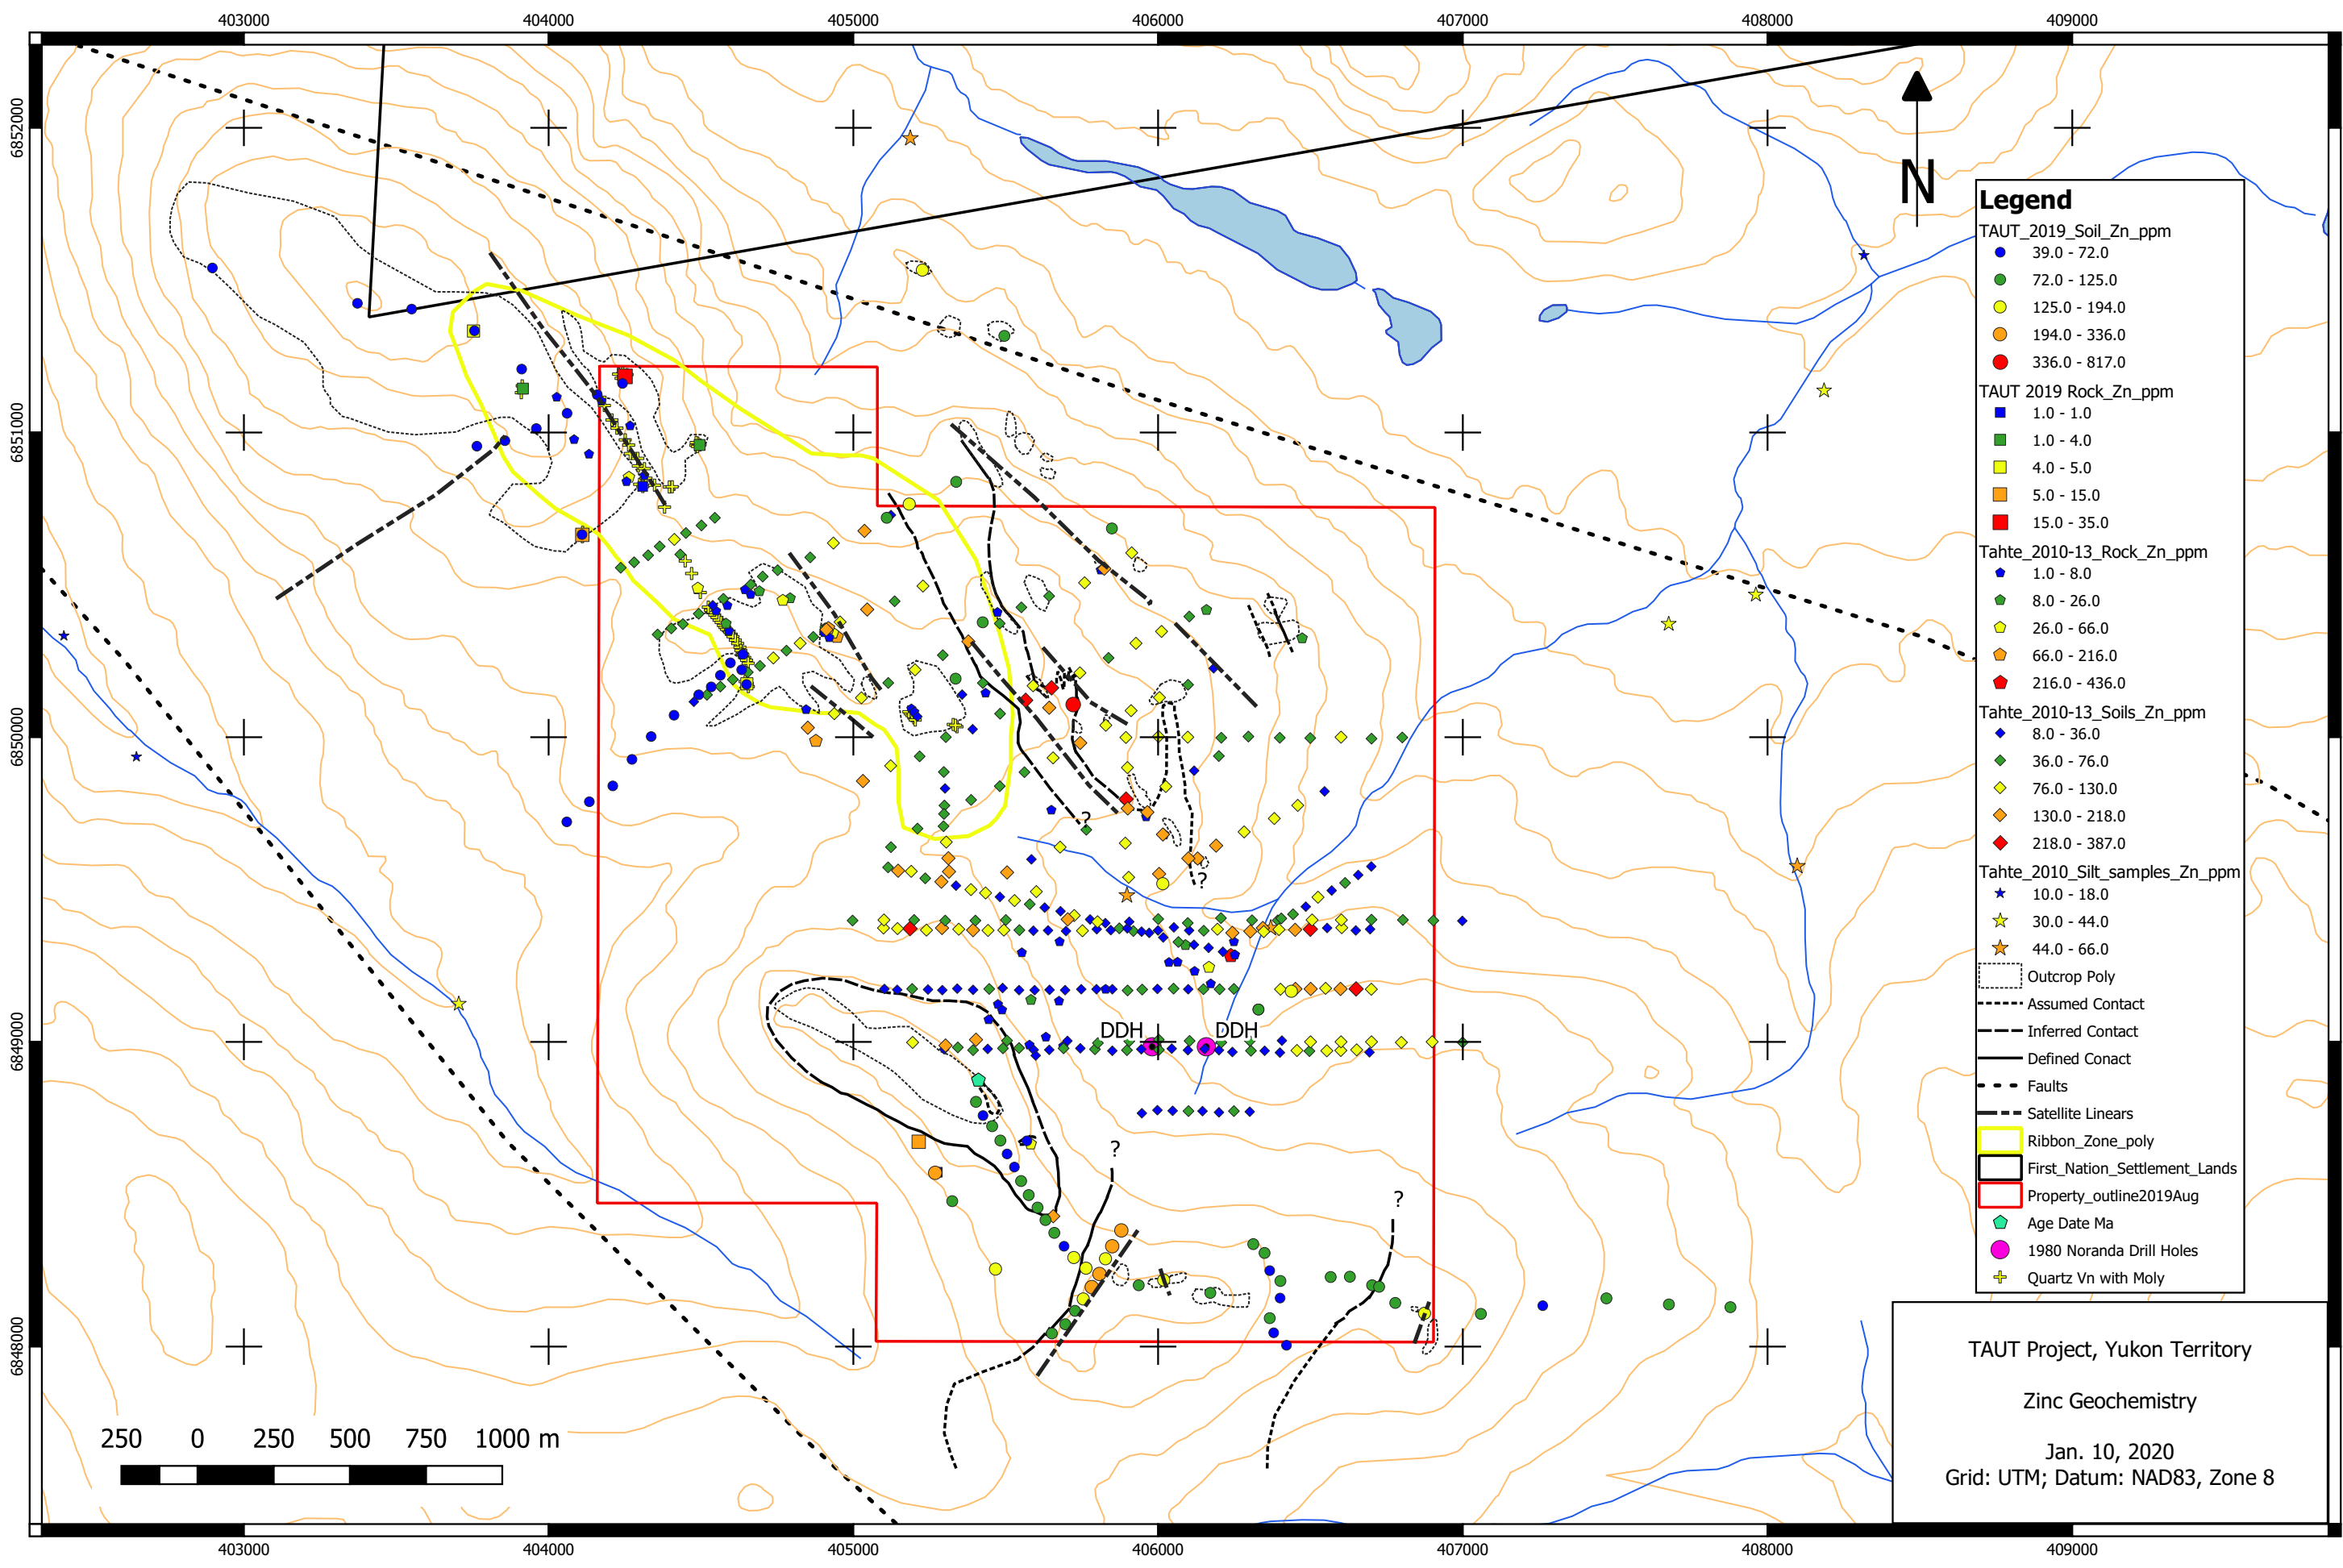 403000 404000 405000 406000 407000 408000 409000
6852000
6851000
6850000
6849000
6848000
N
Legend
TAUT_2019_Soil_Zn_ppm
39.0 - 72.0
72.0 - 125.0
125.0 - 194.0
194.0 - 336.0
336.0 - 817.0
TAUT 2019 Rock_Zn_ppm
1.0 - 1.0
1.0 - 4.0
4.0 - 5.0
5.0 - 15.0
15.0 - 35.0
Tahte_2010-13_Rock_Zn_ppm
1.0 - 8.0
8.0 - 26.0
26.0 - 66.0
66.0 - 216.0
216.0 - 436.0
Tahte_2010-13_Soils_Zn_ppm
8.0 - 36.0
36.0 - 76.0
76.0 - 130.0
130.0 - 218.0
218.0 - 387.0
Tahte_2010_Silt_samples_Zn_ppm
10.0 - 18.0
30.0 - 44.0
44.0 - 66.0
Outcrop Poly
Assumed Contact
Inferred Contact
Defined Conact
Faults
Satellite Linears
Ribbon_Zone_poly
First_Nation_Settlement_Lands
Property_outline2019Aug
Age Date Ma
1980 Noranda Drill Holes
Quartz Vn with Moly
?
?
DDH DDH
?
?
250 0 250 500 750 1000 m
TAUT Project, Yukon Territory
Zinc Geochemistry
Jan. 10, 2020
Grid: UTM; Datum: NAD83, Zone 8
403000 404000 405000 406000 407000 408000 409000